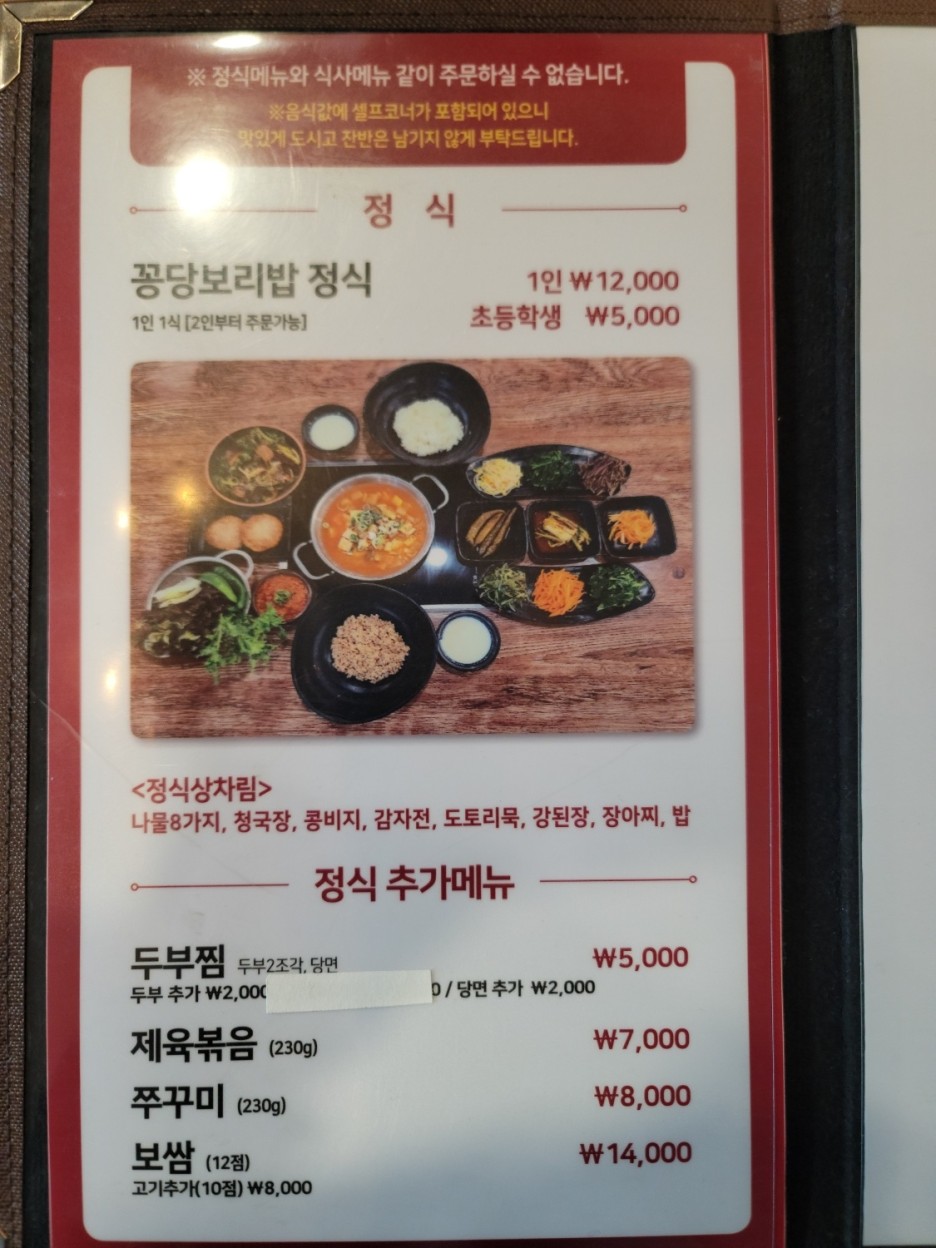 ※ 정식메뉴와 식사메뉴 같이 주문하실 수 없습니다.
※음식값에 셀프코너가 포함되어 있으니
맛있게 도시고 잔반은 남기지 않게 부탁드립니다.
정 식
꽁당보리밥 정식
1인 ₩12,000
1인 1식 [2인부터 주문가능]
초등학생 ₩5,000
<정식상차림>
나물8가지, 청국장, 콩비지, 감자전, 도토리묵, 강된장, 장아찌, 밥
정식 추가메뉴
두부찜 두부2조각, 당면 ₩5,000
두부 추가 ₩2,000 0 / 당면 추가 ₩2,000
제육볶음 (230g) ₩7,000
쭈꾸미 (230g) ₩8,000
보쌈 (12점) ₩14,000
고기추가(10점) ₩8,000